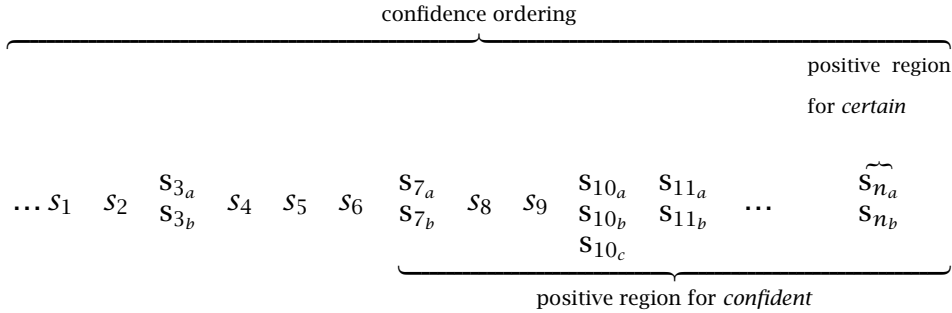 confidence ordering
positive region
for certain
s3a s7a s10a s11a sna
... s1 s2 s4 s5 s6 s8 s9 ...
s3b s7b s10b s11b snb
s10c
positive region for confident